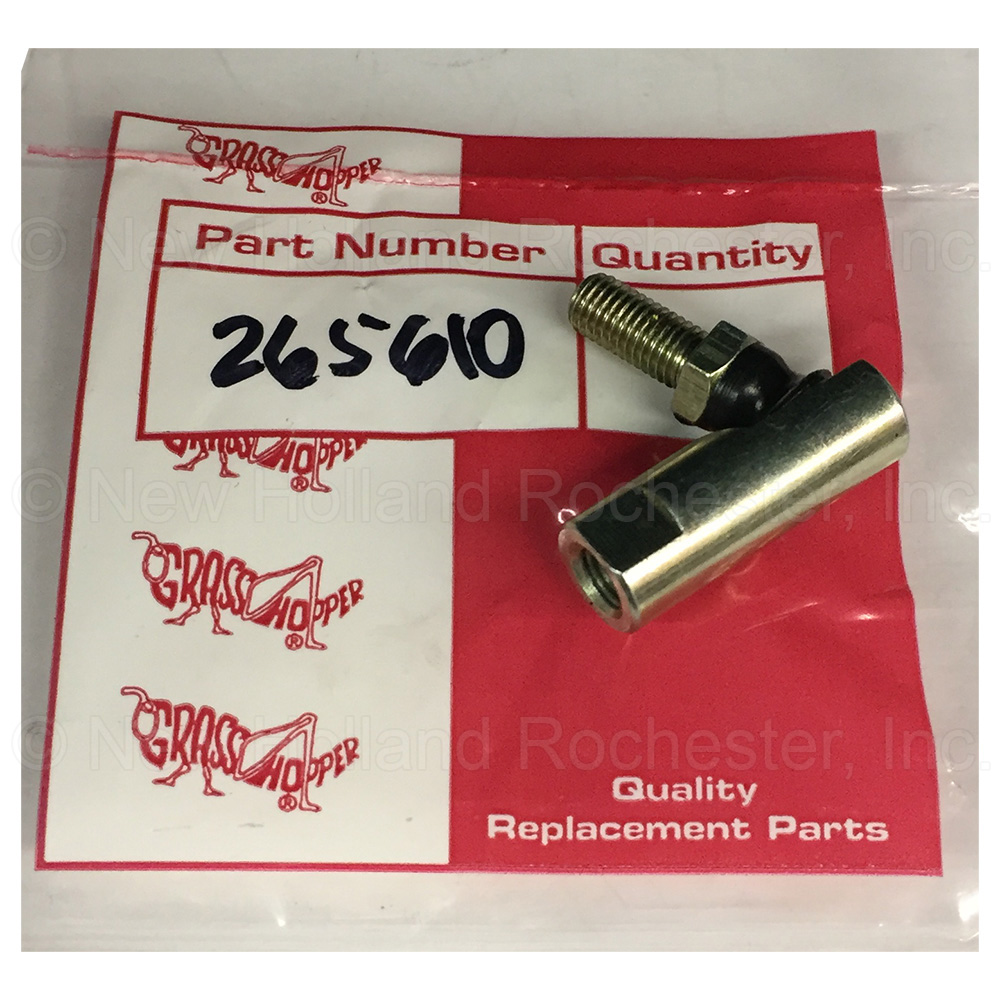 GRASSHOPPER®
Part Number Quantity
© New Holland Rochester, Inc.
265610
GRASSHOPPER®
© New Holland Rochester, Inc.
GRASSHOPPER®
GRASSHOPPER®
© New Holland Rochester, Inc.
Quality
Replacement Parts